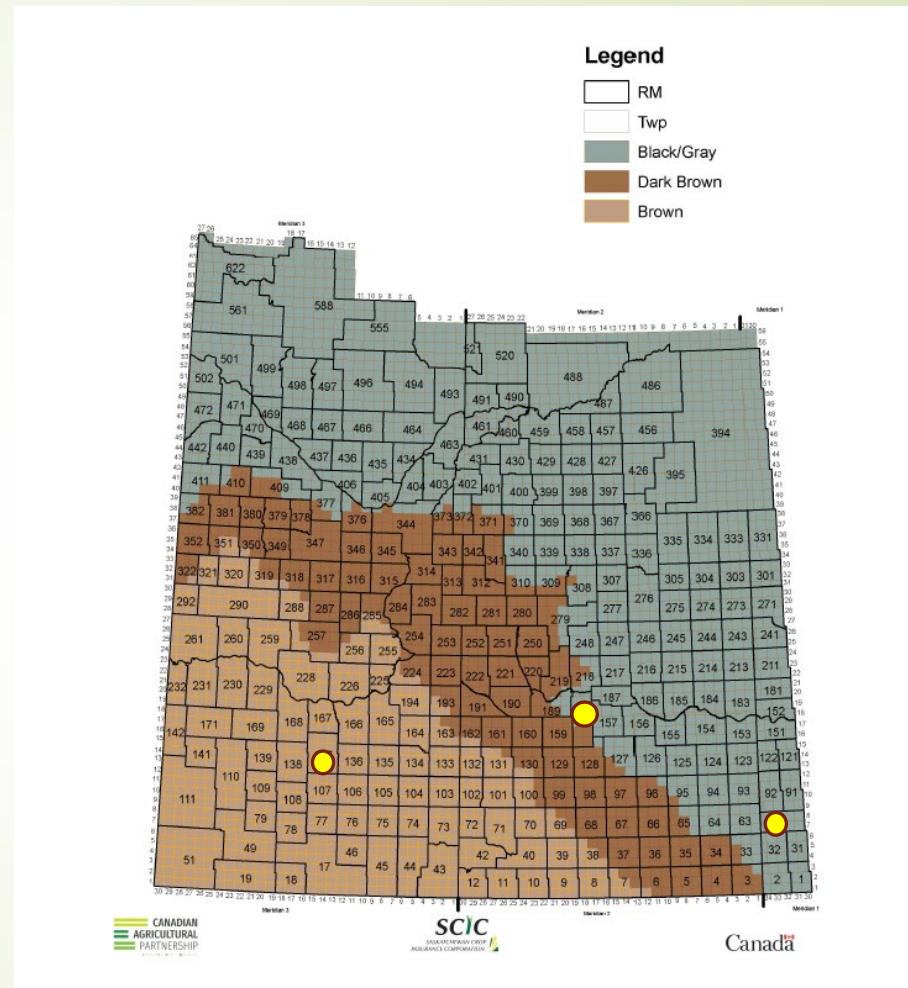 Legend
RM
Twp
Black/Gray
Dark Brown
Brown
Meridian 3
Meridian 2
Meridian 1
622
588
561
555
521 520
501 499 488 486
502 498 497 496 494 493 491 490 487
472 471 469 394
470 468 467 466 464 461 460 459 458 457 456
442 440 439 438 437 436 435 434 463 431 430 429 428 427 426 395
411 410 409 406 405 404 403 402 401 400 399 398 397
382 381 380 379 378 377 376 344 373 372 371 370 369 368 367 366
352 351 350 349 347 346 345 343 342 341 340 339 338 337 336 335 334 333 331
322 321 320 319 318 317 316 315 314 313 312 310 309 308 307 305 304 303 301
292 290 288 287 286 285 284 283 282 281 280 279 277 276 275 274 273 271
261 260 259 257 256 255 254 253 252 251 250 248 247 246 245 244 243 241
232 231 230 229 228 226 225 224 223 222 221 220 219 218 217 216 215 214 213 211
142 171 169 168 167 166 165 194 193 191 190 189 187 186 185 184 183 181
164 163 162 161 160 159 157 156 155 154 153 152 151
141 139 138 136 135 134 133 132 131 130 129 128 127 126 125 124 123 122 121
111 110 109 108 107 106 105 104 103 102 101 100 99 98 97 96 95 94 93 92 91
79 78 77 76 75 74 73 72 71 70 69 68 67 66 65 64 63
51 49 46 45 44 43 42 40 39 38 37 36 35 34 33 32 31
19 18 17 12 11 10 9 8 7 6 5 4 3 2 1
Meridian 3
Meridian 2
Meridian 1
CANADIAN
AGRICULTURAL
PARTNERSHIP
SCIC
SASKATCHEWAN CROP
INSURANCE CORPORATION
Canada